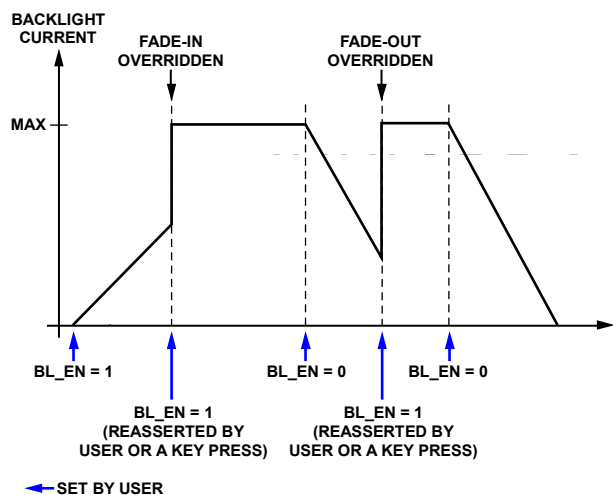 BACKLIGHT
CURRENT
FADE-IN
OVERRIDDEN
FADE-OUT
OVERRIDDEN
MAX
BL_EN = 1
BL_EN = 0
BL_EN = 0
BL_EN = 1
(REASSERTED BY
USER OR A KEY PRESS)
BL_EN = 1
(REASSERTED BY
USER OR A KEY PRESS)
SET BY USER